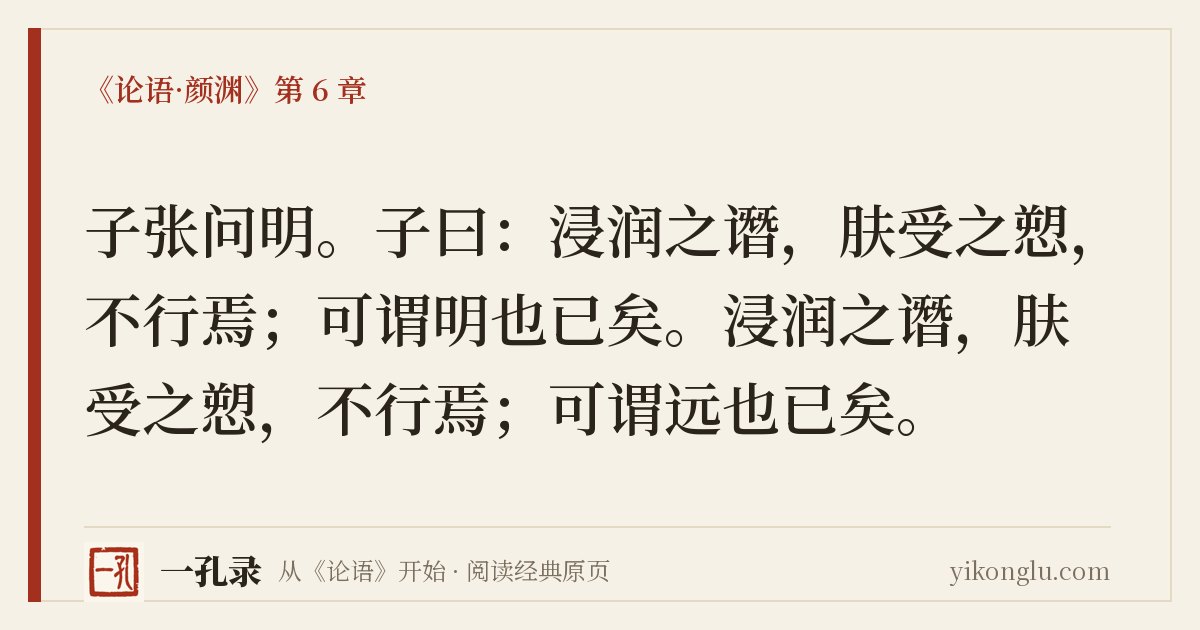 《论语·颜渊》第 6 章
子张问明。子曰：浸润之谮，肤受之愬，
不行焉；可谓明也已矣。浸润之谮，肤
受之愬，不行焉；可谓远也已矣。
一孔
一孔录 从《论语》开始 · 阅读经典原页 yikonglu.com